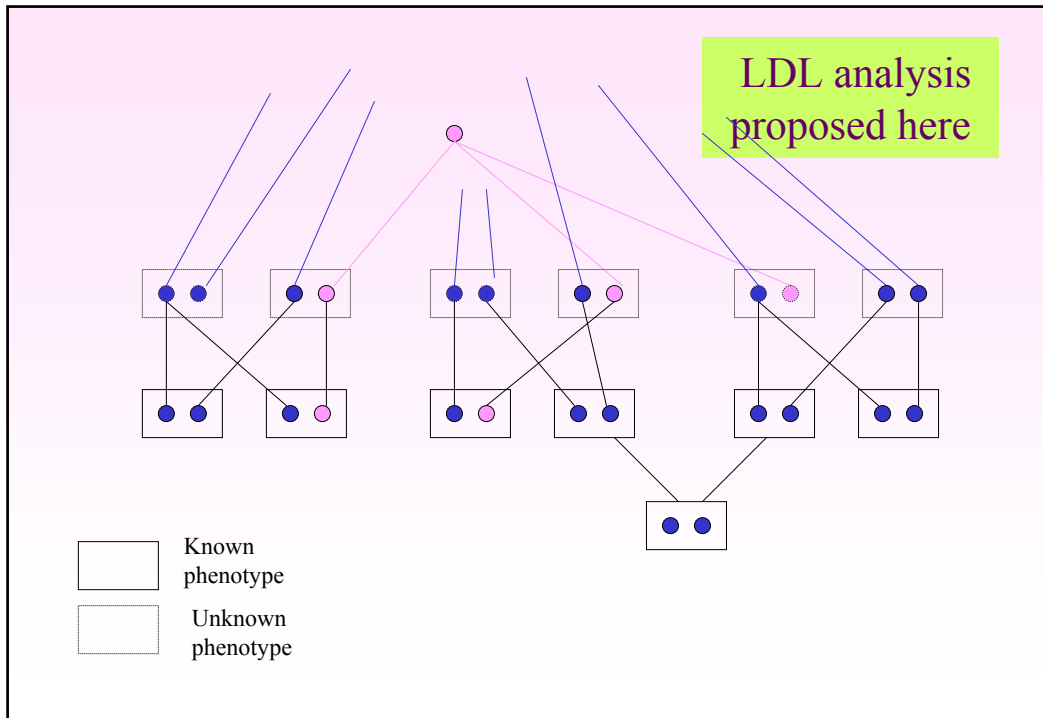 LDL analysis
proposed here
Known
phenotype
Unknown
phenotype